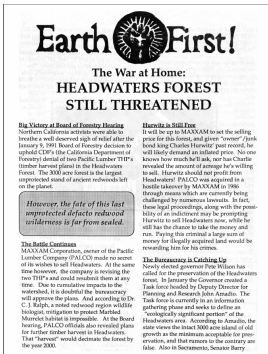 Earth First!
The War at Home:
HEADWATERS FOREST
STILL THREATENED
Big Victory at Board of Forestry Hearing
Northern California activists were able to
breathe a well deserved sigh of relief after the
January 9, 1991 Board of Forestry decision to
uphold CDF's (the California Department of
Forestry) denial of two Pacific Lumber THP's
(timber harvest plans) in the Headwaters
Forest. The 3000 acre forest is the largest
unprotected stand of ancient redwoods left
on the planet.
However, the fate of this last
unprotected defacto redwood
wilderness is far from sealed.
The Battle Continues
MAXXAM Corporation, owner of the Pacific
Lumber Company (PALCO) made no secret
of its wishes to sell Headwaters. At the same
time however, the company is revising the
two THP's and could resubmit them at any
time. Due to cumulative impacts to the
watershed, it is doubtful the bureaucracy
will approve the plans. And according to Dr.
C.J. Ralph, a noted redwood region wildlife
biologist, mitigation to protect Marbled
Murrelet habitat is impossible. At the Board
hearing, PALCO officials also revealed plans
for further timber harvest in Headwaters.
That "harvest" would decimate the forest by
the year 2000.
Hurwitz is Still Free
It will be up to MAXXAM to set the selling
price for this forest, and given "owner"/junk
bond king Charles Hurwitz' past record, he
will likely demand an inflated price. No one
knows how much he'll ask, nor has Charlie
revealed the amount of acreage he's willing
to sell. Hurwitz should not profit from
Headwaters! PALCO was acquired in a
hostile takeover by MAXXAM in 1986
through means which are currently being
challenged by numerous lawsuits. In fact,
these legal proceedings, along with the possi-
bility of an indictment may be prompting
Hurwitz to sell Headwaters now, while he
still has the chance to take the money and
run. Paying this criminal a large sum of
money for illegally acquired land would be
rewarding him for his crimes.
The Bureaucracy is Catching Up
Newly elected governor Pete Wilson has
called for the preservation of the Headwaters
forest. In January the Governor created a
Task force headed by Deputy Director of
Planning and Research John Amadio. The
Task force is currently in an information
gathering phase and seeks to define an
"ecologically significant portion" of the
Headwaters area. According to Amadio, the
state views the intact 3000 acre island of old
growth as the minimum acceptable for pres-
ervation, and that rumors to the contrary are
false. Also in Sacramento, Senator Barry